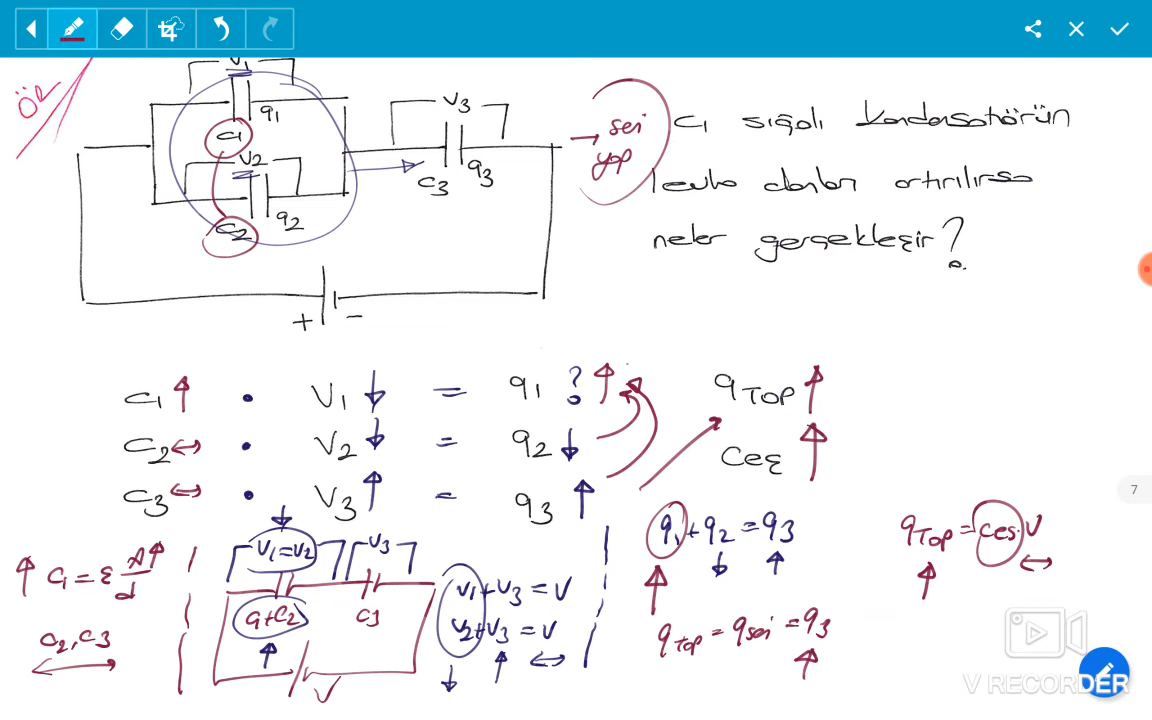 ÖR
V1
q1
C1
V2
q2
C2
V3
q3
C3
+ -
→ seri
yap
C1 sığalı kondansatörün
levha alanları artırılırsa
neler gerçekleşir?
C1 ↑ • V1 ↓ = q1 ? ↑
C2 ↔ • V2 ↓ = q2 ↓
C3 ↔ • V3 ↑ = q3 ↑
qTOP ↑
Ceş ↑
7
↑ C1 = ε A↑/d
C2, C3
↔
↓
V1=V2
V3
C1+C2
↑
C3
V
V1+V3 = V
V2+V3 = V
↓ ↑ ↔
q1+q2 = q3
↑ ↓ ↑
qTOP = qseri = q3
↑
qTOP = Ceş.V
↑ ↔
V RECORDER